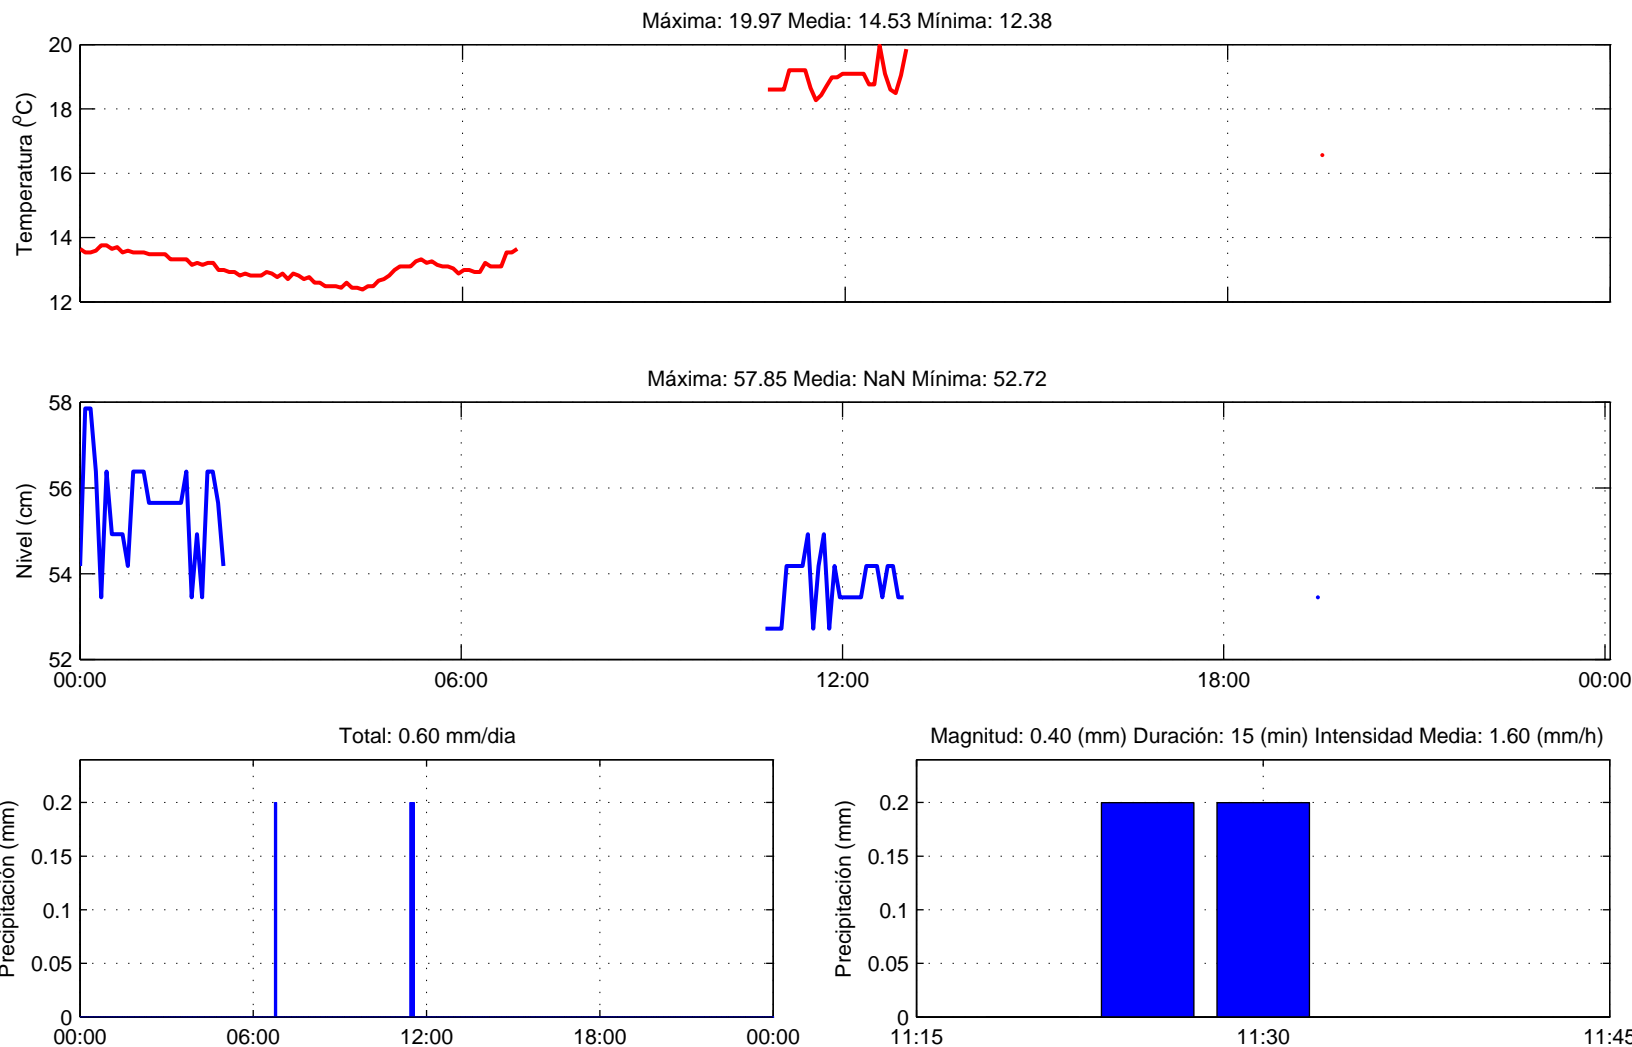 Máxima: 19.97 Media: 14.53 Mínima: 12.38
Temperatura (ºC)
20
18
16
14
12
Máxima: 57.85 Media: NaN Mínima: 52.72
Nivel (cm)
58
56
54
52
00:00 06:00 12:00 18:00 00:00
Total: 0.60 mm/dia
Precipitación (mm)
0.2
0.15
0.1
0.05
0
00:00 06:00 12:00 18:00 00:00
Magnitud: 0.40 (mm) Duración: 15 (min) Intensidad Media: 1.60 (mm/h)
Precipitación (mm)
0.2
0.15
0.1
0.05
0
11:15 11:30 11:45